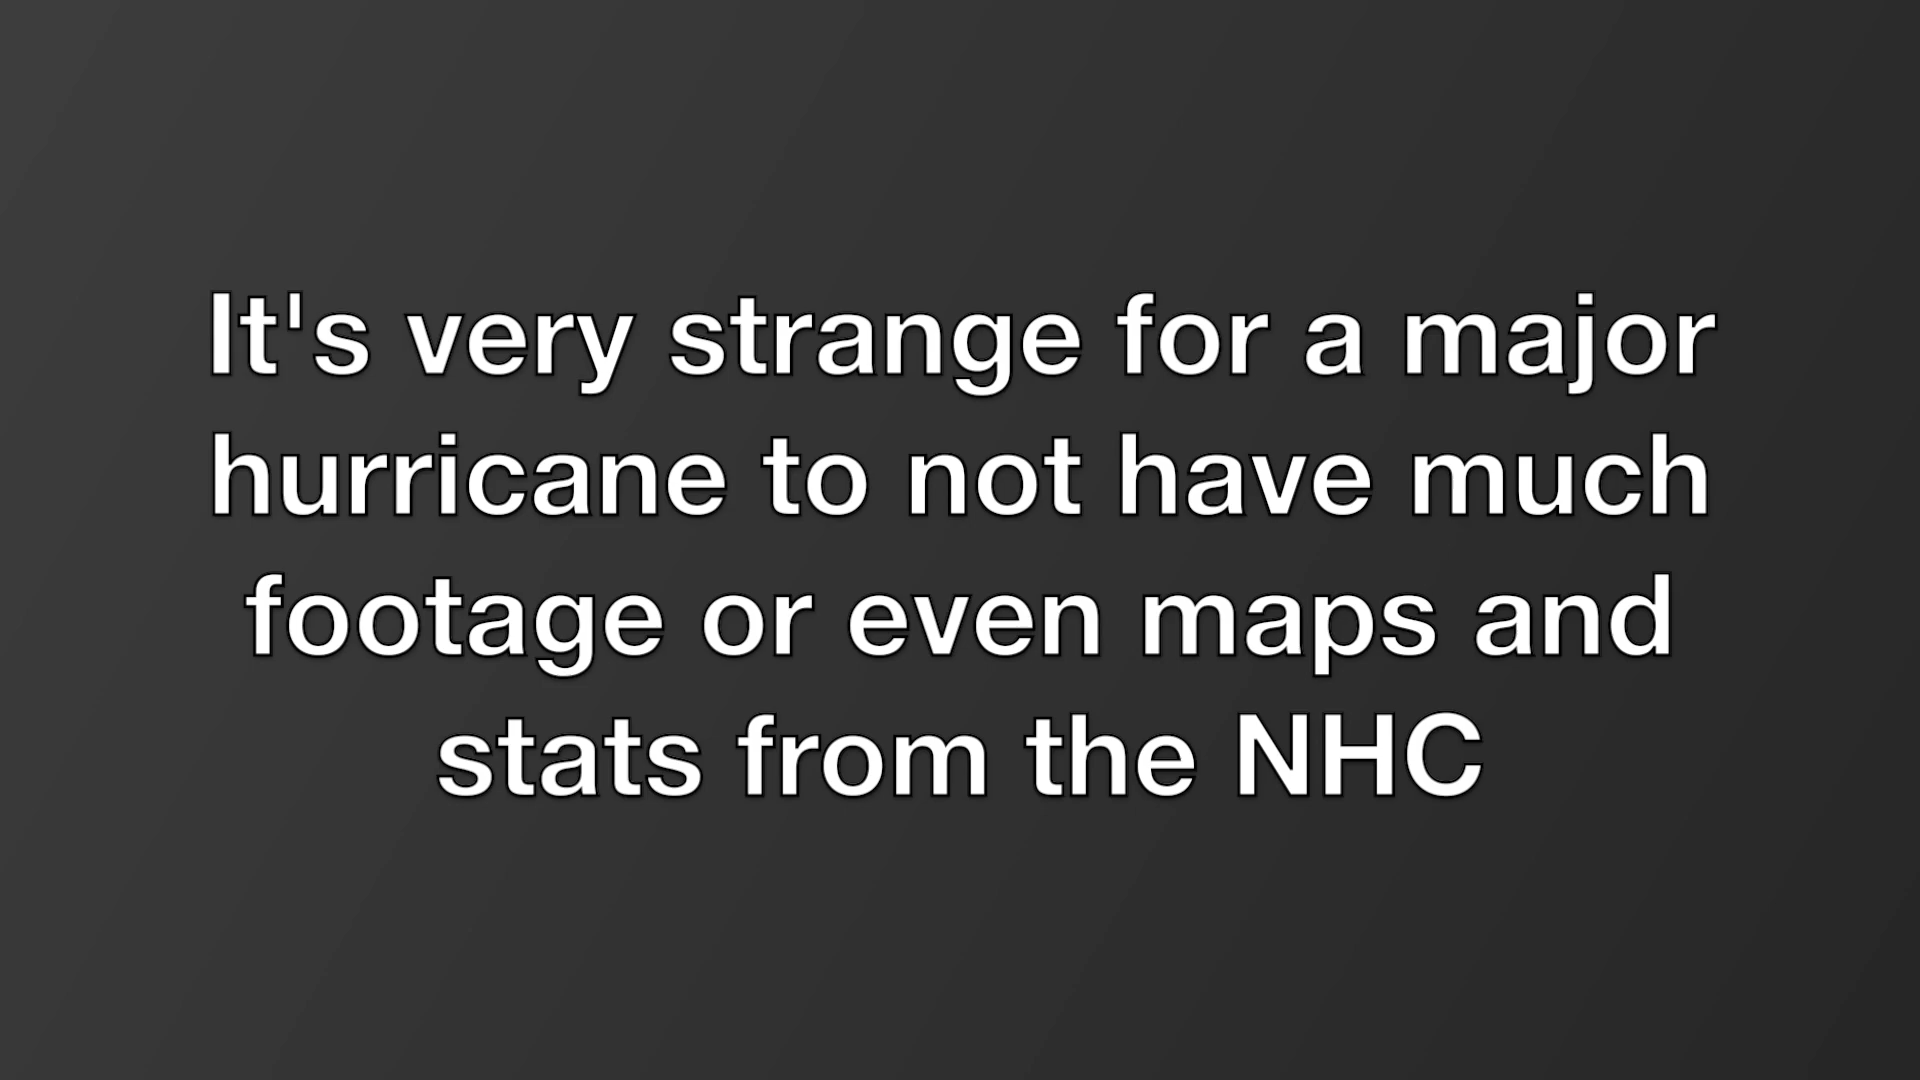 It's very strange for a major
hurricane to not have much
footage or even maps and
stats from the NHC